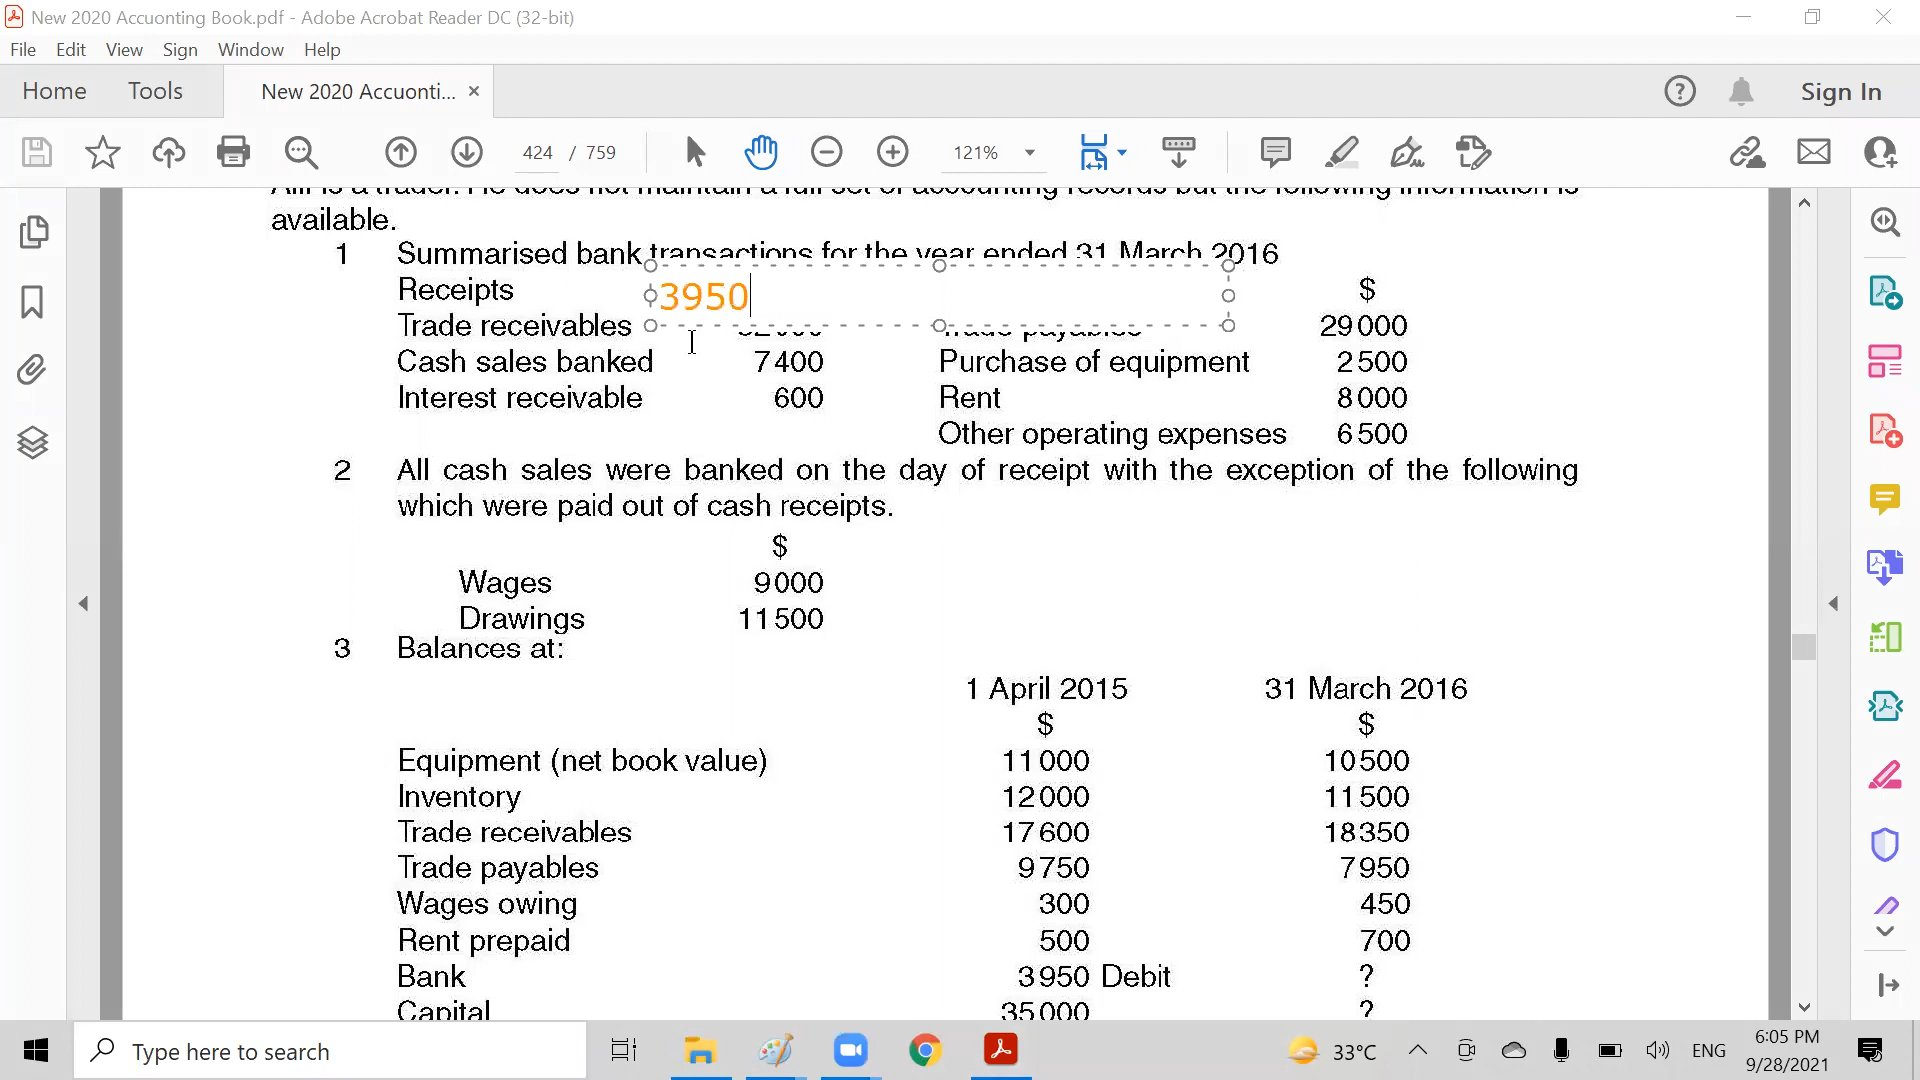 New 2020 Accuonting Book.pdf - Adobe Acrobat Reader DC (32-bit)
File Edit View Sign Window Help
Home Tools New 2020 Accuonti... × ? Sign In
424 / 759 121%
available.
1 Summarised bank transactions for the year ended 31 March 2016
Receipts 3950 $
Trade receivables Trade payables 29000
Cash sales banked 7400 Purchase of equipment 2500
Interest receivable 600 Rent 8000
Other operating expenses 6500
2 All cash sales were banked on the day of receipt with the exception of the following
which were paid out of cash receipts.
$
Wages 9000
Drawings 11500
3 Balances at:
1 April 2015 31 March 2016
$ $
Equipment (net book value) 11000 10500
Inventory 12000 11500
Trade receivables 17600 18350
Trade payables 9750 7950
Wages owing 300 450
Rent prepaid 500 700
Bank 3950 Debit ?
Capital 35000 ?
Type here to search 33°C ENG 6:05 PM
9/28/2021